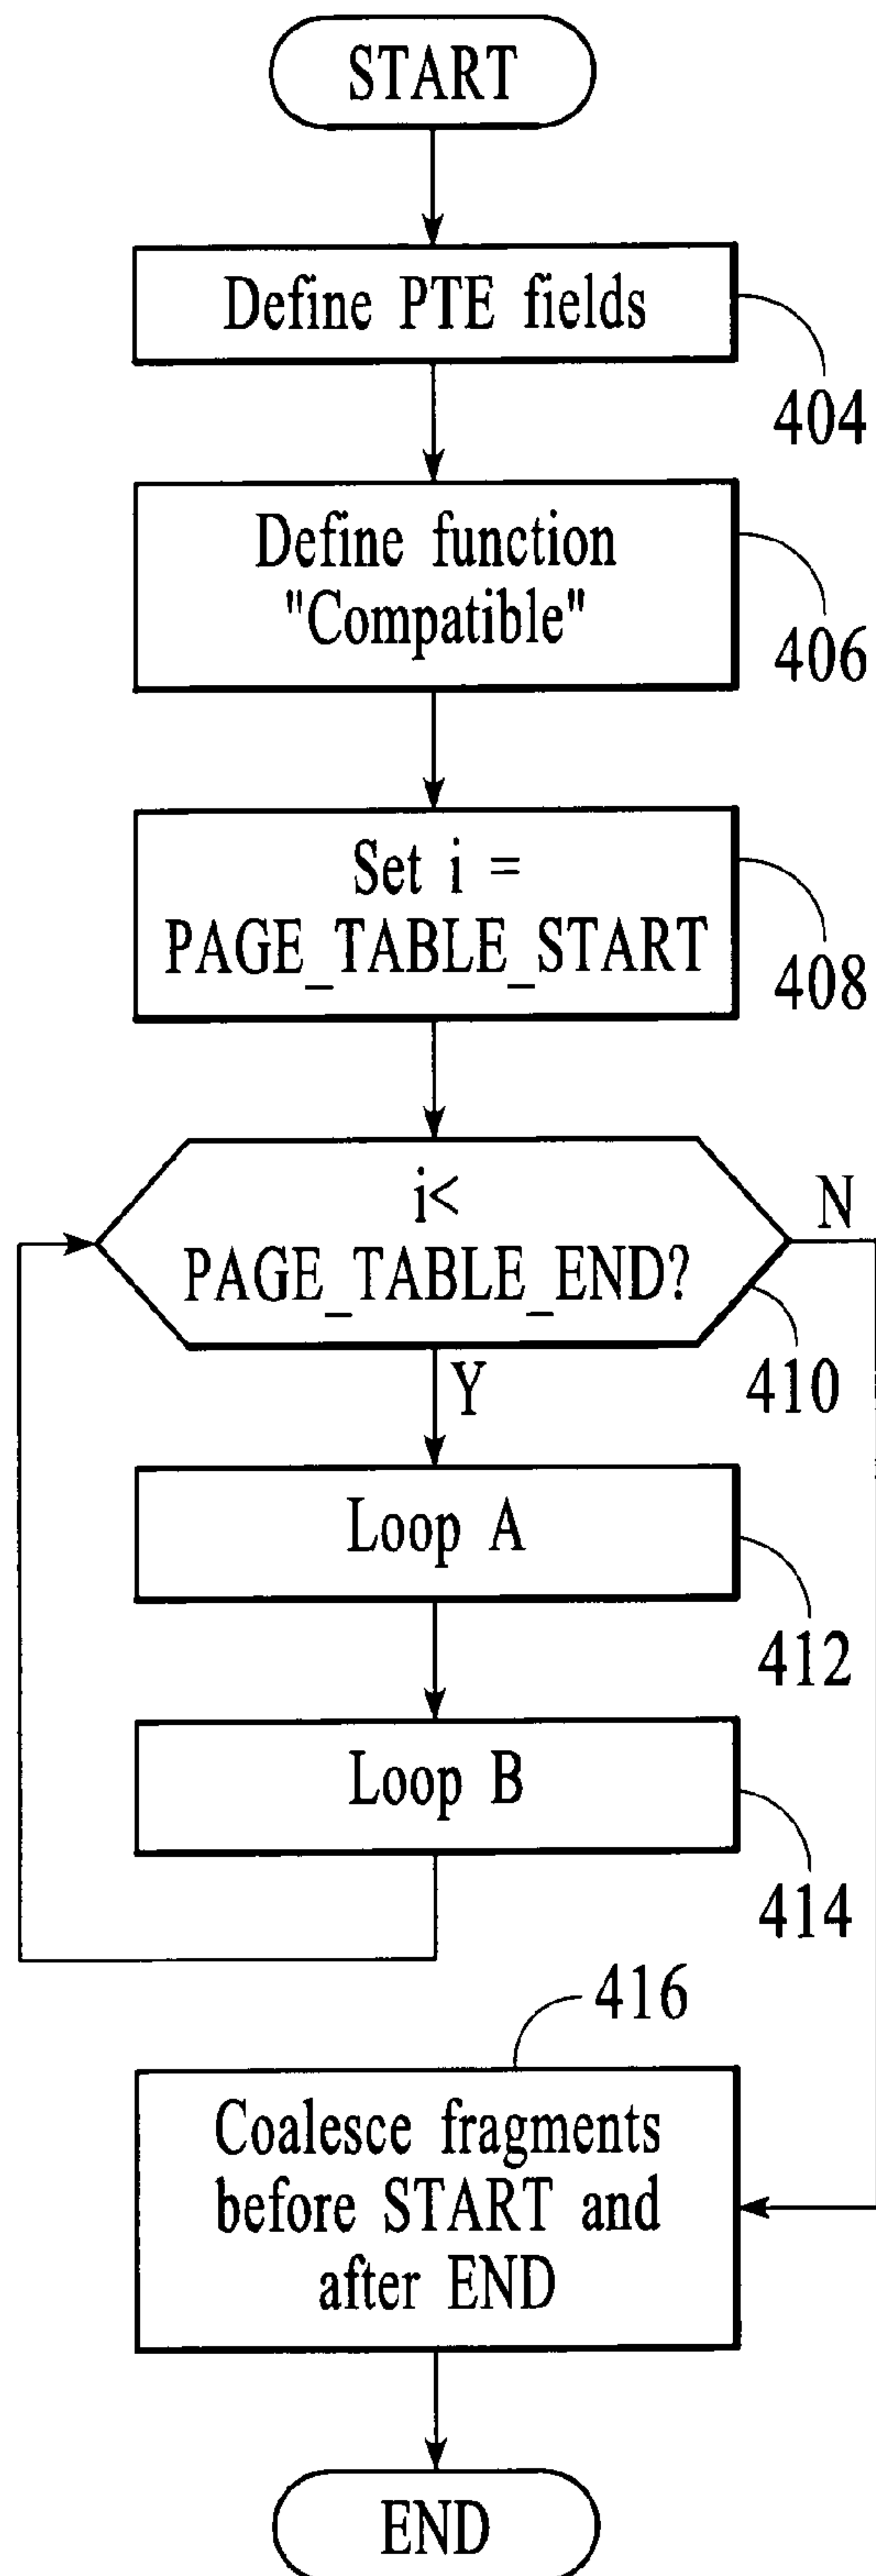 START
Define PTE fields
404
Define function
"Compatible"
406
Set i =
PAGE_TABLE_START
408
i<
PAGE_TABLE_END?
N
410
Y
Loop A
412
Loop B
414
416
Coalesce fragments
before START and
after END
END